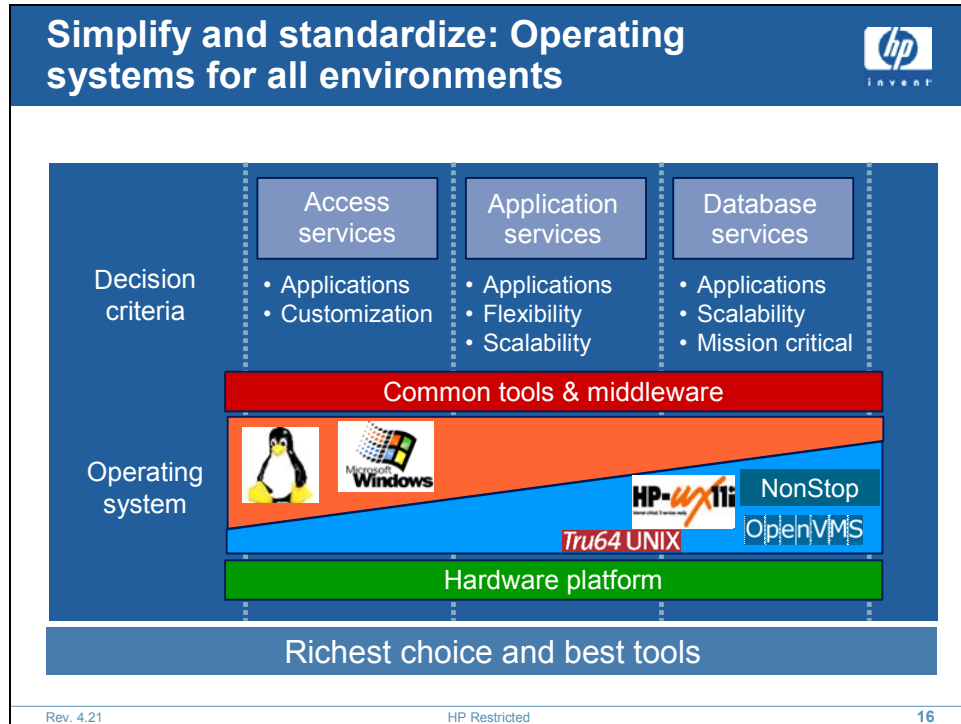 Simplify and standardize: Operating
systems for all environments
hp
invent
Access
services
Application
services
Database
services
Decision
criteria
• Applications
• Customization
• Applications
• Flexibility
• Scalability
• Applications
• Scalability
• Mission critical
Common tools & middleware
Operating
system
Microsoft
Windows
HP-UX11i
NonStop
Tru64 UNIX
OpenVMS
Hardware platform
Richest choice and best tools
Rev. 4.21
HP Restricted
16